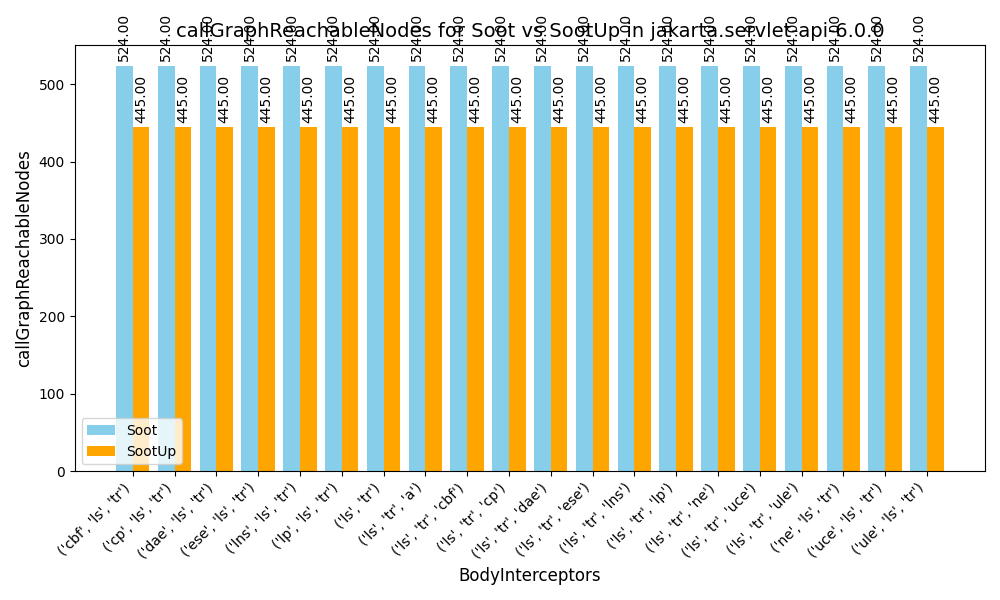 callGraphReachableNodes for Soot vs SootUp in jakarta.servlet-api-6.0.0
524.00 524.00 524.00 524.00 524.00 524.00 524.00 524.00 524.00 524.00 524.00 524.00 524.00 524.00 524.00 524.00 524.00 524.00 524.00 524.00
445.00 445.00 445.00 445.00 445.00 445.00 445.00 445.00 445.00 445.00 445.00 445.00 445.00 445.00 445.00 445.00 445.00 445.00 445.00 445.00
callGraphReachableNodes
500
400
300
200
100
0
Soot
SootUp
('cbf', 'ls', 'tr')
('cp', 'ls', 'tr')
('dae', 'ls', 'tr')
('ese', 'ls', 'tr')
('lns', 'ls', 'tr')
('lp', 'ls', 'tr')
('ls', 'tr')
('ls', 'tr', 'a')
('ls', 'tr', 'cbf')
('ls', 'tr', 'cp')
('ls', 'tr', 'dae')
('ls', 'tr', 'ese')
('ls', 'tr', 'lns')
('ls', 'tr', 'lp')
('ls', 'tr', 'ne')
('ls', 'tr', 'uce')
('ls', 'tr', 'ule')
('ne', 'ls', 'tr')
('uce', 'ls', 'tr')
('ule', 'ls', 'tr')
BodyInterceptors